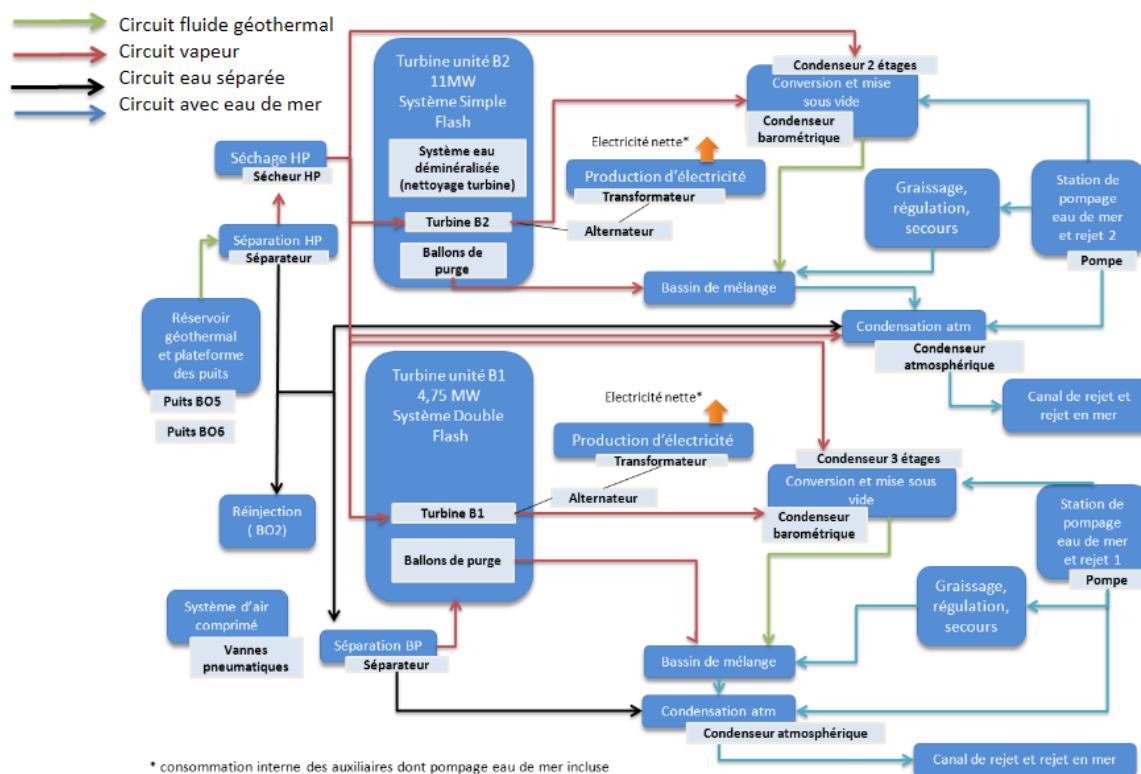 Circuit fluide géothermal
Circuit vapeur
Circuit eau séparée
Circuit avec eau de mer
Turbine unité B2
11MW
Système Simple
Flash
Système eau
déminéralisée
(nettoyage turbine)
Turbine B2
Ballons de
purge
Condenseur 2 étages
Conversion et mise
sous vide
Condenseur
barométrique
Electricité nette*
Production d'électricité
Transformateur
Alternateur
Séchage HP
Sécheur HP
Séparation HP
Séparateur
Graissage,
régulation,
secours
Station de
pompage
eau de mer
et rejet 2
Pompe
Bassin de mélange
Réservoir
géothermal
et plateforme
des puits
Puits BO5
Puits BO6
Condensation atm
Condenseur
atmosphérique
Canal de rejet et
rejet en mer
Turbine unité B1
4,75 MW
Système Double
Flash
Turbine B1
Ballons de purge
Electricité nette*
Production d'électricité
Transformateur
Alternateur
Condenseur 3 étages
Conversion et mise sous
vide
Condenseur
barométrique
Réinjection
( BO2)
Station de
pompage
eau de mer
et rejet 1
Pompe
Graissage,
régulation,
secours
Système d'air
comprimé
Vannes
pneumatiques
Séparation BP
Séparateur
Bassin de mélange
Condensation atm
Condenseur atmosphérique
Canal de rejet et rejet en mer
* consommation interne des auxiliaires dont pompage eau de mer incluse